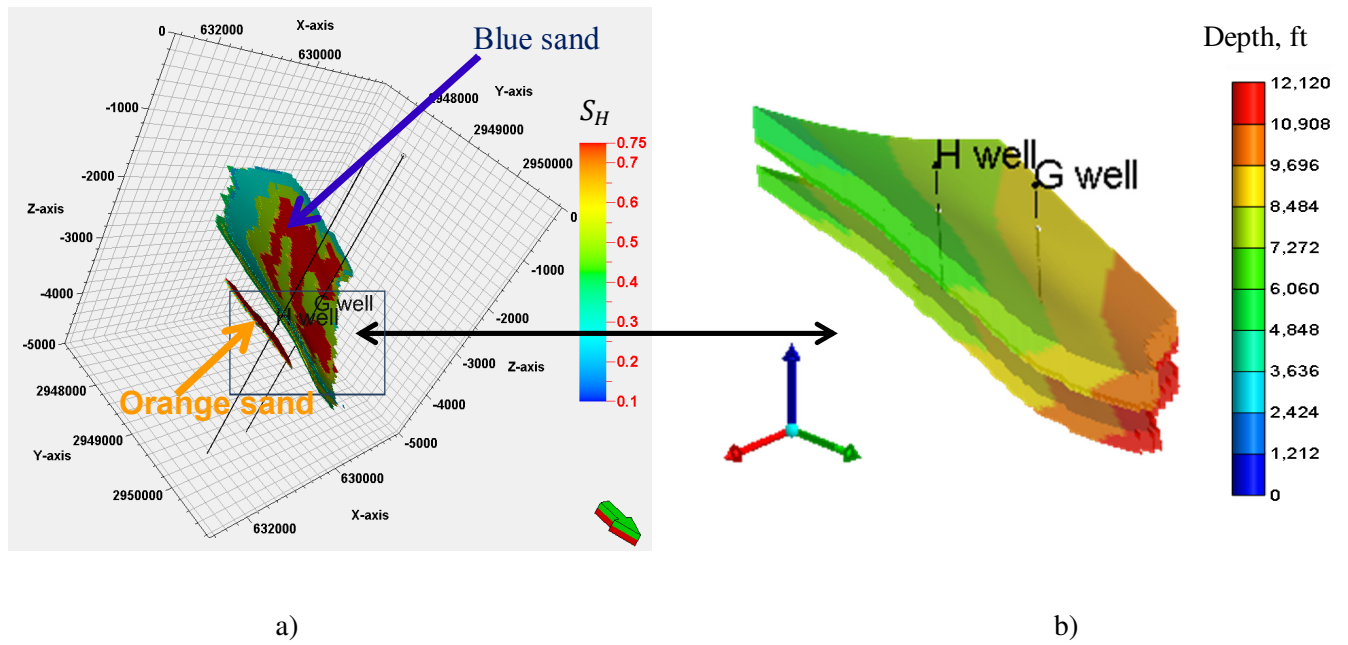 X-axis
0
632000
630000
Blue sand
2948000
Y-axis
2949000
2950000
0
-1000
-2000
-3000
Z-axis
-4000
-5000
-1000
-2000
Z-axis
-3000
-4000
-5000
S_H
0.75
0.7
0.6
0.5
0.4
0.3
0.2
0.1
G well
H well
Orange sand
2948000
2949000
Y-axis
2950000
630000
632000
X-axis
a)
Depth, ft
H well
G well
12,120
10,908
9,696
8,484
7,272
6,060
4,848
3,636
2,424
1,212
0
b)